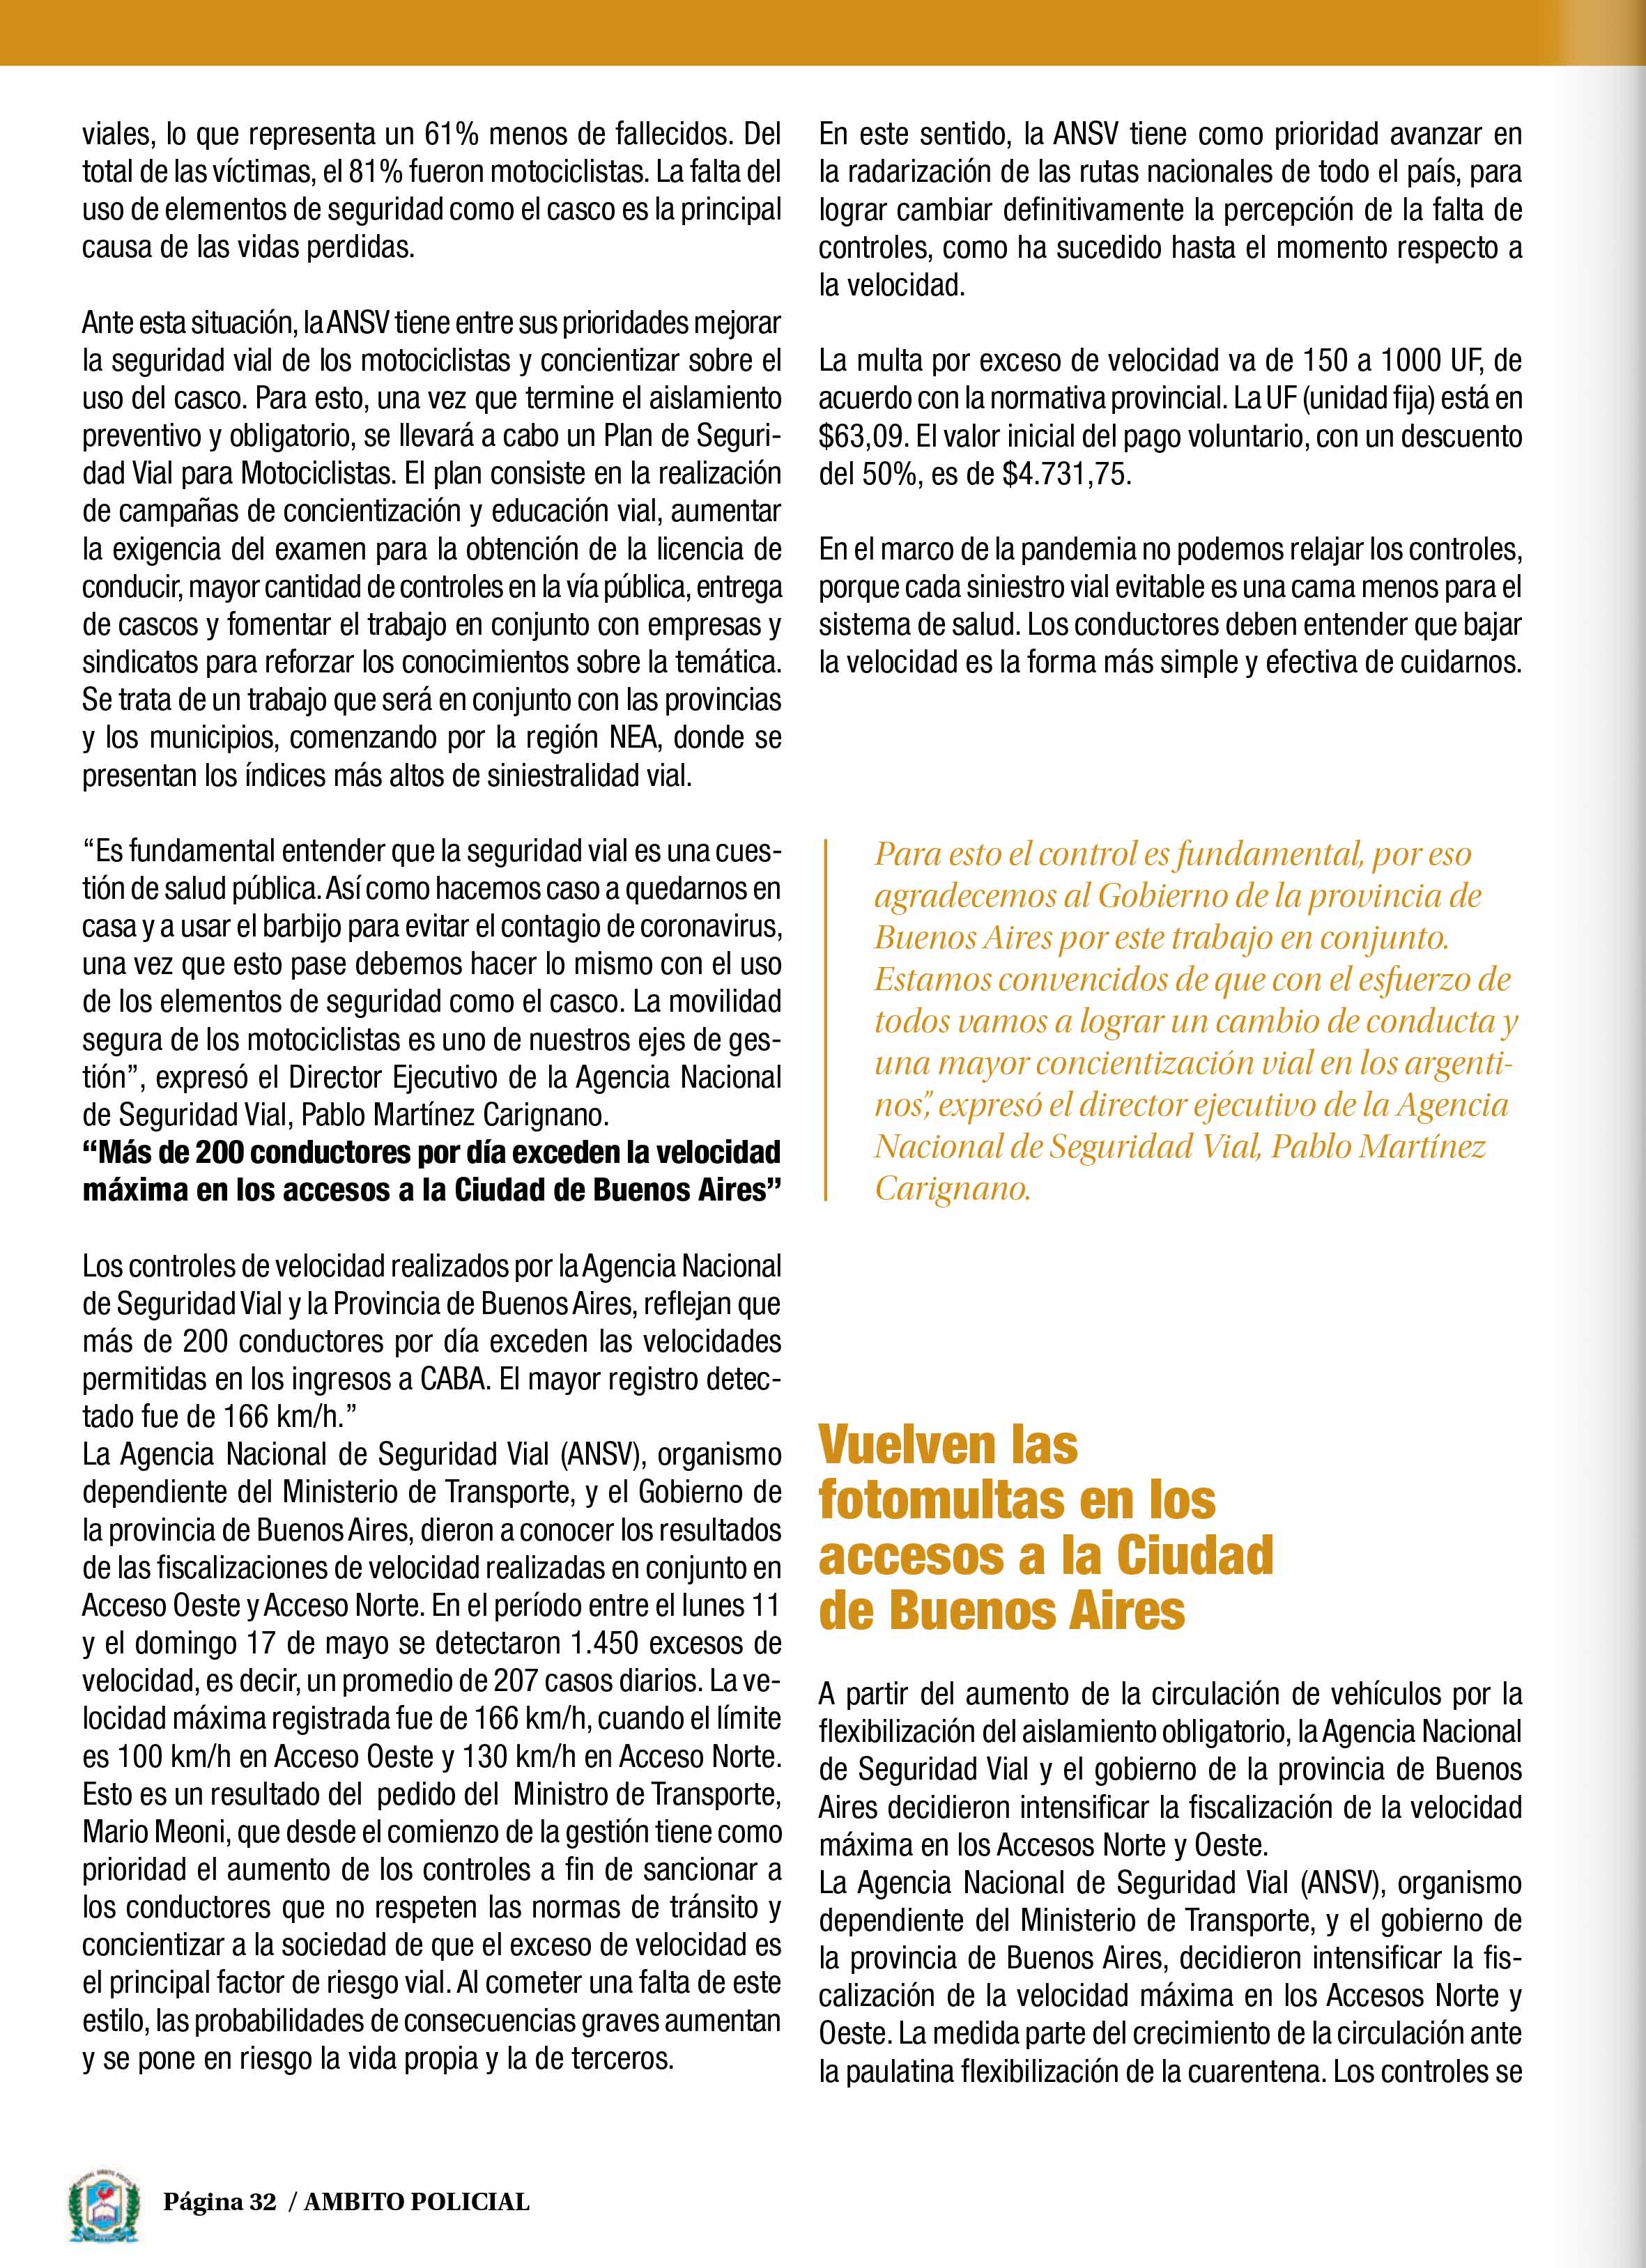 viales, lo que representa un 61% menos de fallecidos. Del
total de las víctimas, el 81% fueron motociclistas. La falta del
uso de elementos de seguridad como el casco es la principal
causa de las vidas perdidas.
Ante esta situación, la ANSV tiene entre sus prioridades mejorar
la seguridad vial de los motociclistas y concientizar sobre el
uso del casco. Para esto, una vez que termine el aislamiento
preventivo y obligatorio, se llevará a cabo un Plan de Seguri-
dad Vial para Motociclistas. El plan consiste en la realización
de campañas de concientización y educación vial, aumentar
la exigencia del examen para la obtención de la licencia de
conducir, mayor cantidad de controles en la vía pública, entrega
de cascos y fomentar el trabajo en conjunto con empresas y
sindicatos para reforzar los conocimientos sobre la temática.
Se trata de un trabajo que será en conjunto con las provincias
y los municipios, comenzando por la región NEA, donde se
presentan los índices más altos de siniestralidad vial.
“Es fundamental entender que la seguridad vial es una cues-
tión de salud pública. Así como hacemos caso a quedarnos en
casa y a usar el barbijo para evitar el contagio de coronavirus,
una vez que esto pase debemos hacer lo mismo con el uso
de los elementos de seguridad como el casco. La movilidad
segura de los motociclistas es uno de nuestros ejes de ges-
tión”, expresó el Director Ejecutivo de la Agencia Nacional
de Seguridad Vial, Pablo Martínez Carignano.
“Más de 200 conductores por día exceden la velocidad
máxima en los accesos a la Ciudad de Buenos Aires”
Los controles de velocidad realizados por la Agencia Nacional
de Seguridad Vial y la Provincia de Buenos Aires, reflejan que
más de 200 conductores por día exceden las velocidades
permitidas en los ingresos a CABA. El mayor registro detec-
tado fue de 166 km/h.”
La Agencia Nacional de Seguridad Vial (ANSV), organismo
dependiente del Ministerio de Transporte, y el Gobierno de
la provincia de Buenos Aires, dieron a conocer los resultados
de las fiscalizaciones de velocidad realizadas en conjunto en
Acceso Oeste y Acceso Norte. En el período entre el lunes 11
y el domingo 17 de mayo se detectaron 1.450 excesos de
velocidad, es decir, un promedio de 207 casos diarios. La ve-
locidad máxima registrada fue de 166 km/h, cuando el límite
es 100 km/h en Acceso Oeste y 130 km/h en Acceso Norte.
Esto es un resultado del pedido del Ministro de Transporte,
Mario Meoni, que desde el comienzo de la gestión tiene como
prioridad el aumento de los controles a fin de sancionar a
los conductores que no respeten las normas de tránsito y
concientizar a la sociedad de que el exceso de velocidad es
el principal factor de riesgo vial. Al cometer una falta de este
estilo, las probabilidades de consecuencias graves aumentan
y se pone en riesgo la vida propia y la de terceros.
En este sentido, la ANSV tiene como prioridad avanzar en
la radarización de las rutas nacionales de todo el país, para
lograr cambiar definitivamente la percepción de la falta de
controles, como ha sucedido hasta el momento respecto a
la velocidad.
La multa por exceso de velocidad va de 150 a 1000 UF, de
acuerdo con la normativa provincial. La UF (unidad fija) está en
$63,09. El valor inicial del pago voluntario, con un descuento
del 50%, es de $4.731,75.
En el marco de la pandemia no podemos relajar los controles,
porque cada siniestro vial evitable es una cama menos para el
sistema de salud. Los conductores deben entender que bajar
la velocidad es la forma más simple y efectiva de cuidarnos.
Para esto el control es fundamental, por eso
agradecemos al Gobierno de la provincia de
Buenos Aires por este trabajo en conjunto.
Estamos convencidos de que con el esfuerzo de
todos vamos a lograr un cambio de conducta y
una mayor concientización vial en los argenti-
nos”, expresó el director ejecutivo de la Agencia
Nacional de Seguridad Vial, Pablo Martínez
Carignano.
Vuelven las
fotomultas en los
accesos a la Ciudad
de Buenos Aires
A partir del aumento de la circulación de vehículos por la
flexibilización del aislamiento obligatorio, la Agencia Nacional
de Seguridad Vial y el gobierno de la provincia de Buenos
Aires decidieron intensificar la fiscalización de la velocidad
máxima en los Accesos Norte y Oeste.
La Agencia Nacional de Seguridad Vial (ANSV), organismo
dependiente del Ministerio de Transporte, y el gobierno de
la provincia de Buenos Aires, decidieron intensificar la fis-
calización de la velocidad máxima en los Accesos Norte y
Oeste. La medida parte del crecimiento de la circulación ante
la paulatina flexibilización de la cuarentena. Los controles se
Página 32 / AMBITO POLICIAL